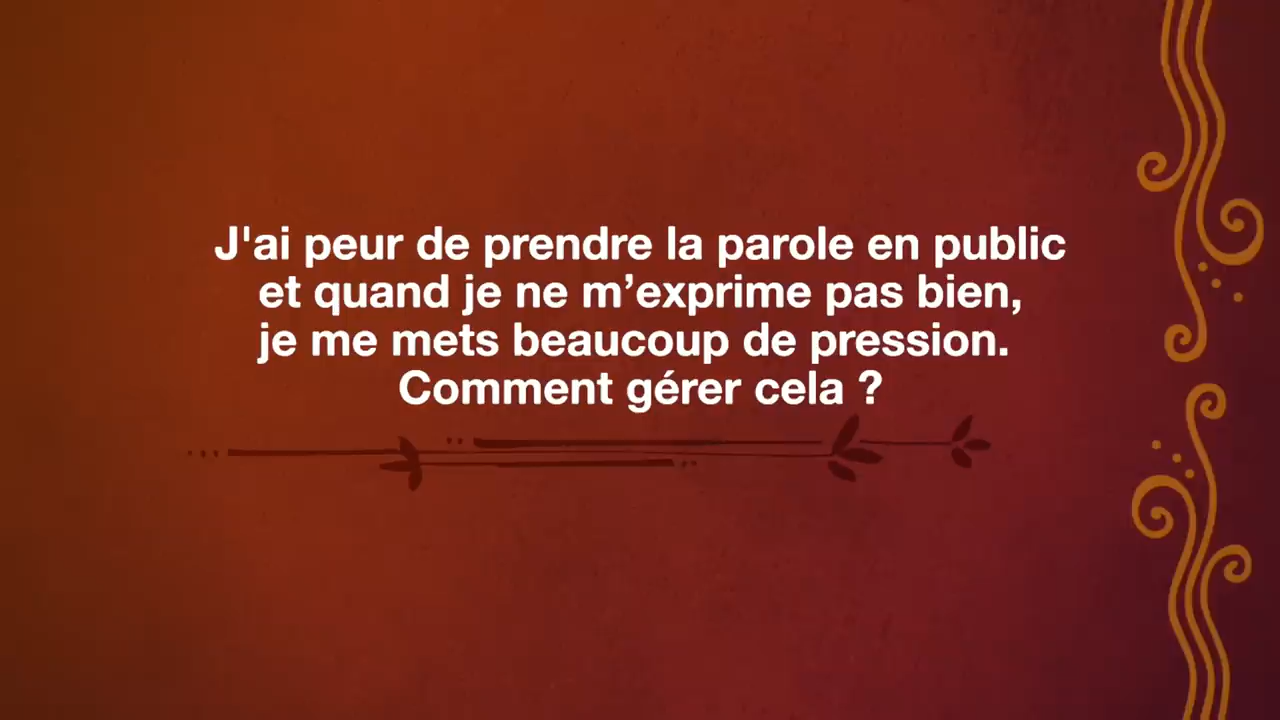 J'ai peur de prendre la parole en public
et quand je ne m’exprime pas bien,
je me mets beaucoup de pression.
Comment gérer cela ?